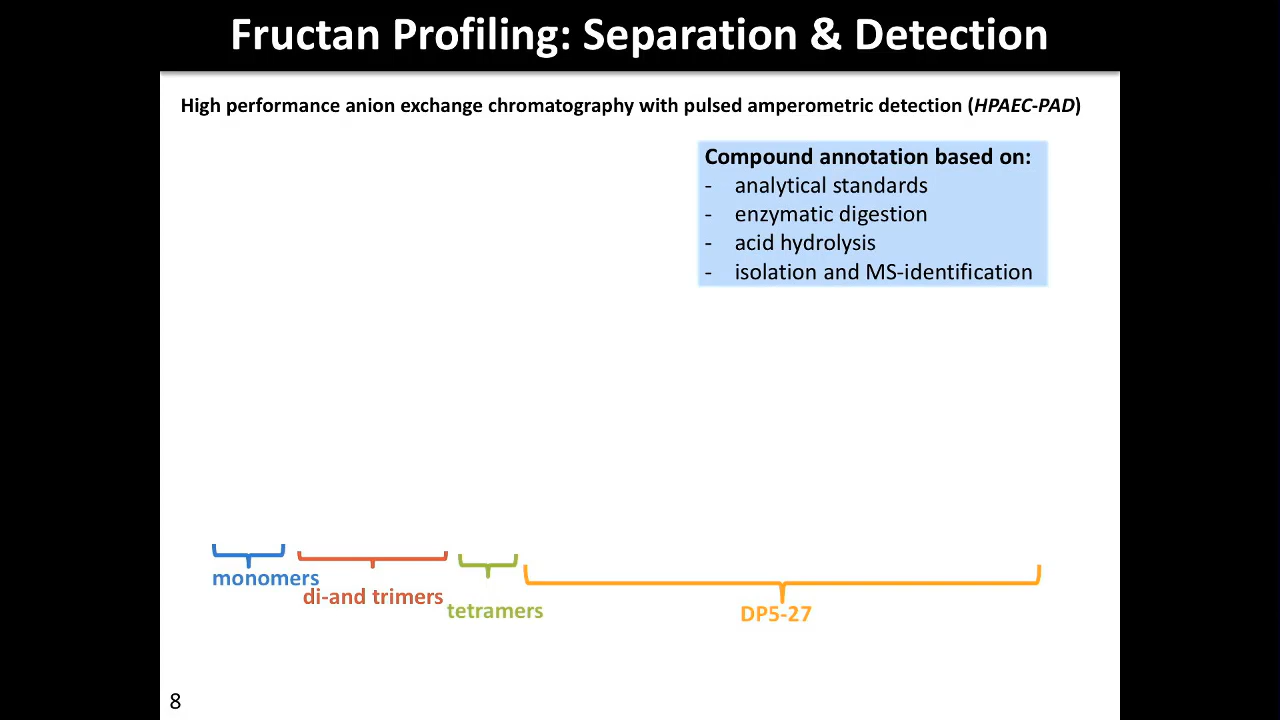 Fructan Profiling: Separation & Detection
High performance anion exchange chromatography with pulsed amperometric detection (HPAEC-PAD)
Compound annotation based on:
- analytical standards
- enzymatic digestion
- acid hydrolysis
- isolation and MS-identification
monomers
di-and trimers
tetramers
DP5-27
8